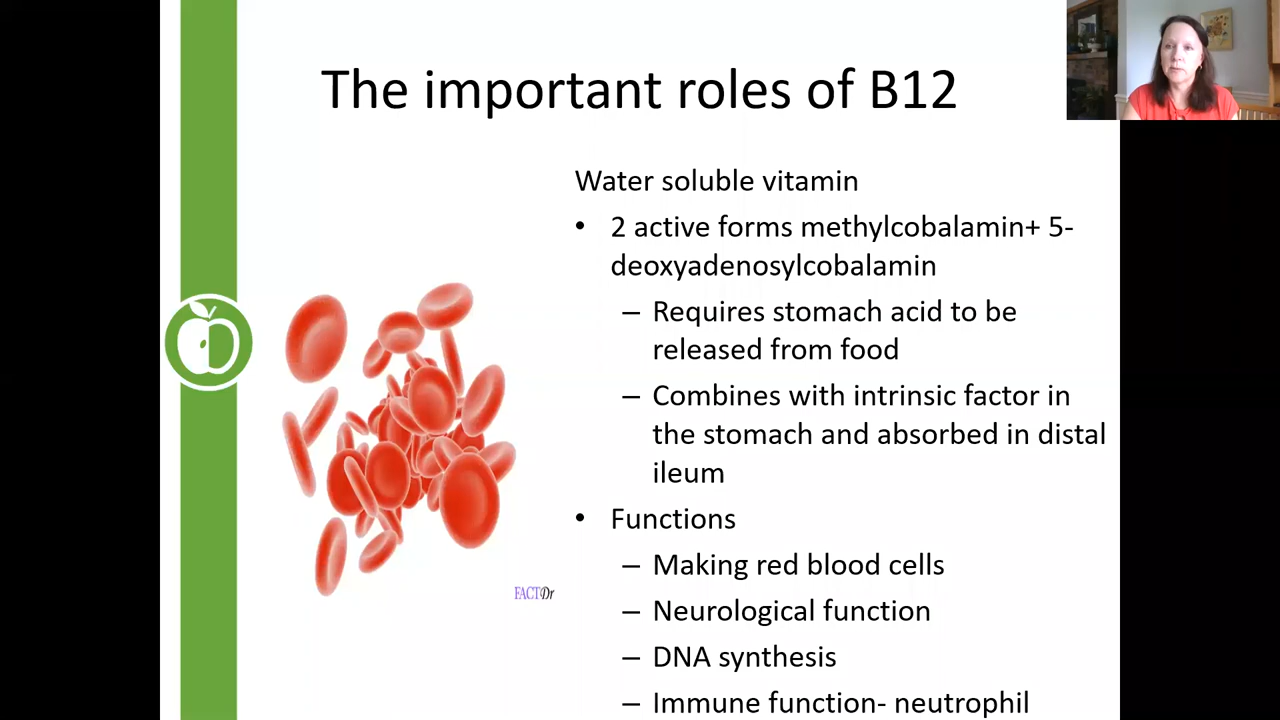 The important roles of B12
Water soluble vitamin
• 2 active forms methylcobalamin+ 5-
deoxyadenosylcobalamin
– Requires stomach acid to be
released from food
– Combines with intrinsic factor in
the stomach and absorbed in distal
ileum
• Functions
– Making red blood cells
– Neurological function
– DNA synthesis
– Immune function- neutrophil
FACTDr